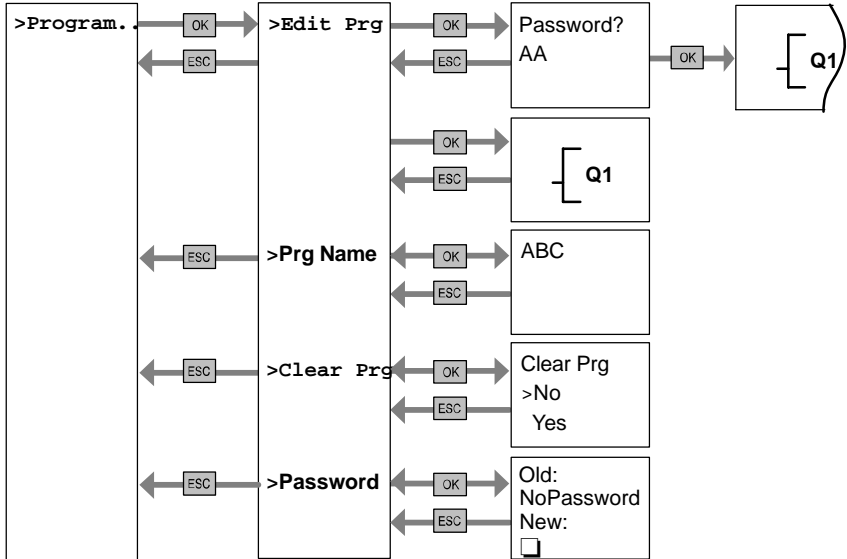 >Program.. OK >Edit Prg OK Password?
ESC ESC AA OK Q1
OK
ESC Q1
ESC >Prg Name OK ABC
ESC
ESC >Clear Prg OK Clear Prg
ESC >No
Yes
ESC >Password OK Old:
NoPassword
ESC New: